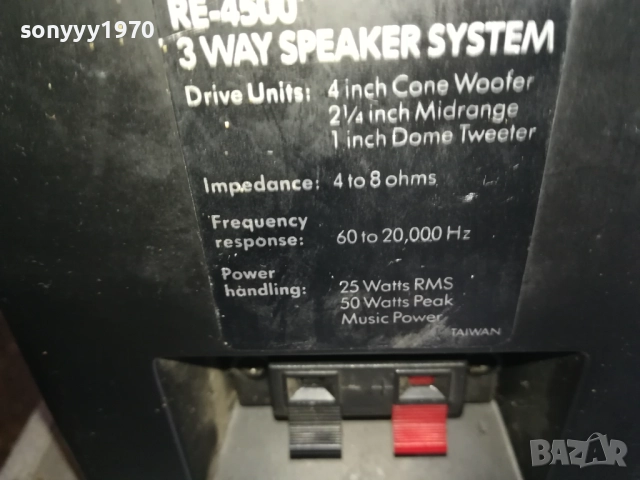 sonyyy1970
RE-4500
3 WAY SPEAKER SYSTEM
Drive Units: 4 inch Cone Woofer
2¼ inch Midrange
1 inch Dome Tweeter
Impedance: 4 to 8 ohms
Frequency
response: 60 to 20,000 Hz
Power
handling: 25 Watts RMS
50 Watts Peak
Music Power
TAIWAN
BAZAR